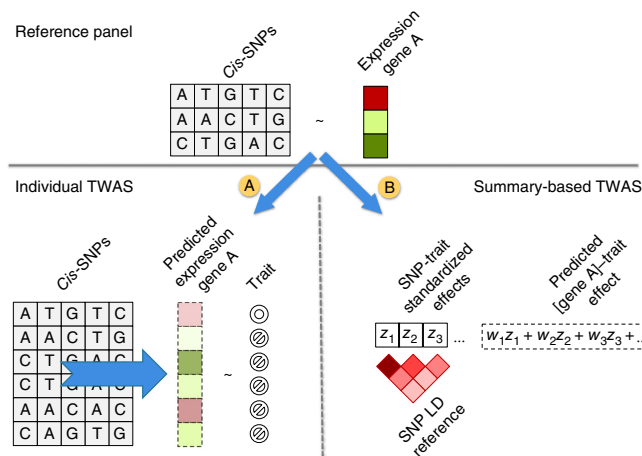 Reference panel
Cis-SNPs
Expression
gene A
A T G T C
A A C T G
~
C T G A C
Individual TWAS
A
B
Summary-based TWAS
Cis-SNPs
Predicted
expression
gene A
Trait
SNP-trait
standardized
effects
Predicted
[gene A]–trait
effect
A T G T C
A A C T G
C T G A C
C T G A C
A A C A C
C A G T G
~
z1 z2 z3 ...
w1z1 + w2z2 + w3z3 + ...
SNP LD
reference